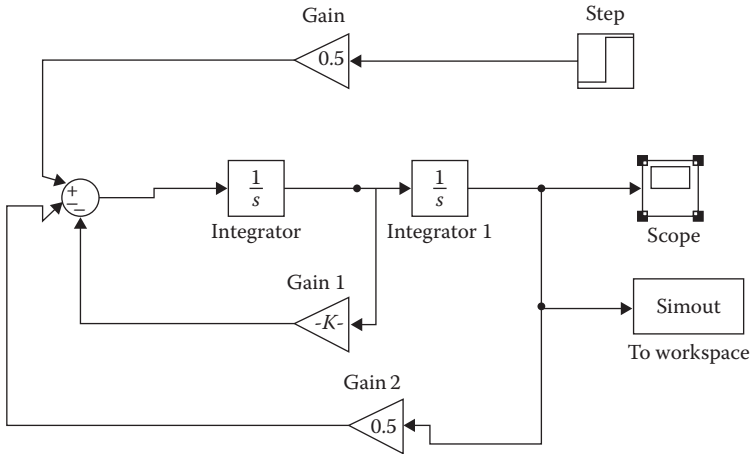 Gain
Step
0.5
+
−
−
1
s
1
s
Integrator
Integrator 1
Scope
Gain 1
-K-
Simout
To workspace
Gain 2
0.5